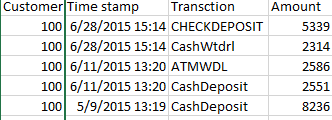 Customer Time stamp Transction Amount
100 6/28/2015 15:14 CHECKDEPOSIT 5339
100 6/28/2015 15:14 CashWtdrl 2314
100 6/11/2015 13:20 ATMWDL 2586
100 6/11/2015 13:20 CashDeposit 2551
100 5/9/2015 13:19 CashDeposit 8236